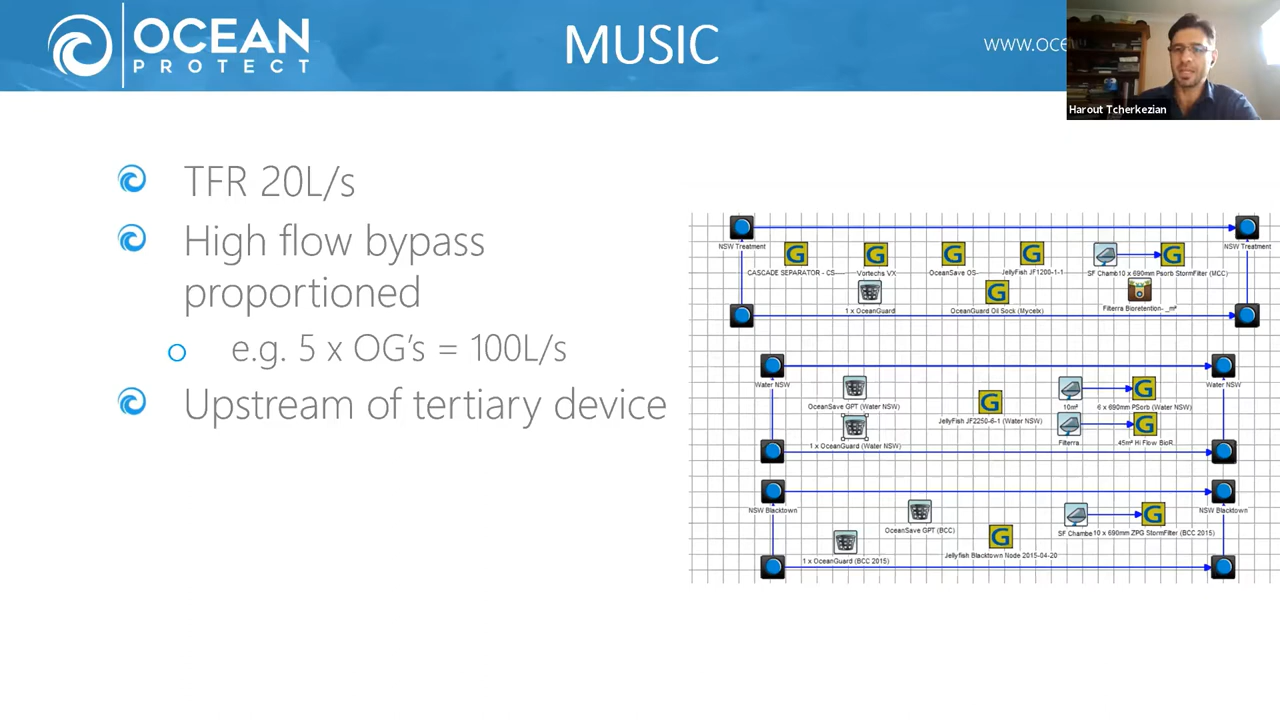 OCEAN
PROTECT
MUSIC
www.oce
Harout Tcherkezian
TFR 20L/s
High flow bypass
proportioned
e.g. 5 x OG's = 100L/s
Upstream of tertiary device
NSW Treatment
NSW Treatment
CASCADE SEPARATOR - CS----
Vortechs VX
OceanSave OS
JellyFish JF1200-1-1
SF Chamb10 x 690mm Psorb StormFilter (MCC)
1 x OceanGuard
OceanGuard Oil Sock (Mycelx)
Filterra Bioretention- _m²
Water NSW
Water NSW
OceanSave GPT (Water NSW)
JellyFish JF2250-6-1 (Water NSW)
10m²
6 x 690mm PSorb (Water NSW)
1 x OceanGuard (Water NSW)
Filterra
.45m² Hi Flow BioR
NSW Blacktown
NSW Blacktown
OceanSave GPT (BCC)
SF Chambe10 x 690mm ZPG StormFilter (BCC 2015)
1 x OceanGuard (BCC 2015)
Jellyfish Blacktown Node 2015-04-20